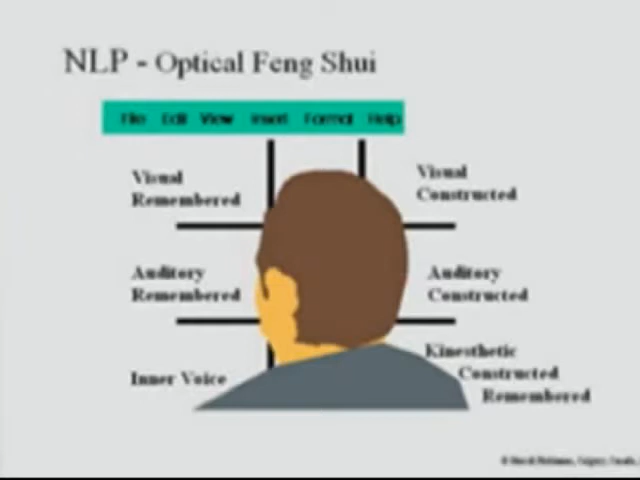 NLP - Optical Feng Shui
File Edit View Insert Format Help
Visual
Remembered
Visual
Constructed
Auditory
Remembered
Auditory
Constructed
Inner Voice
Kinesthetic
Constructed
Remembered